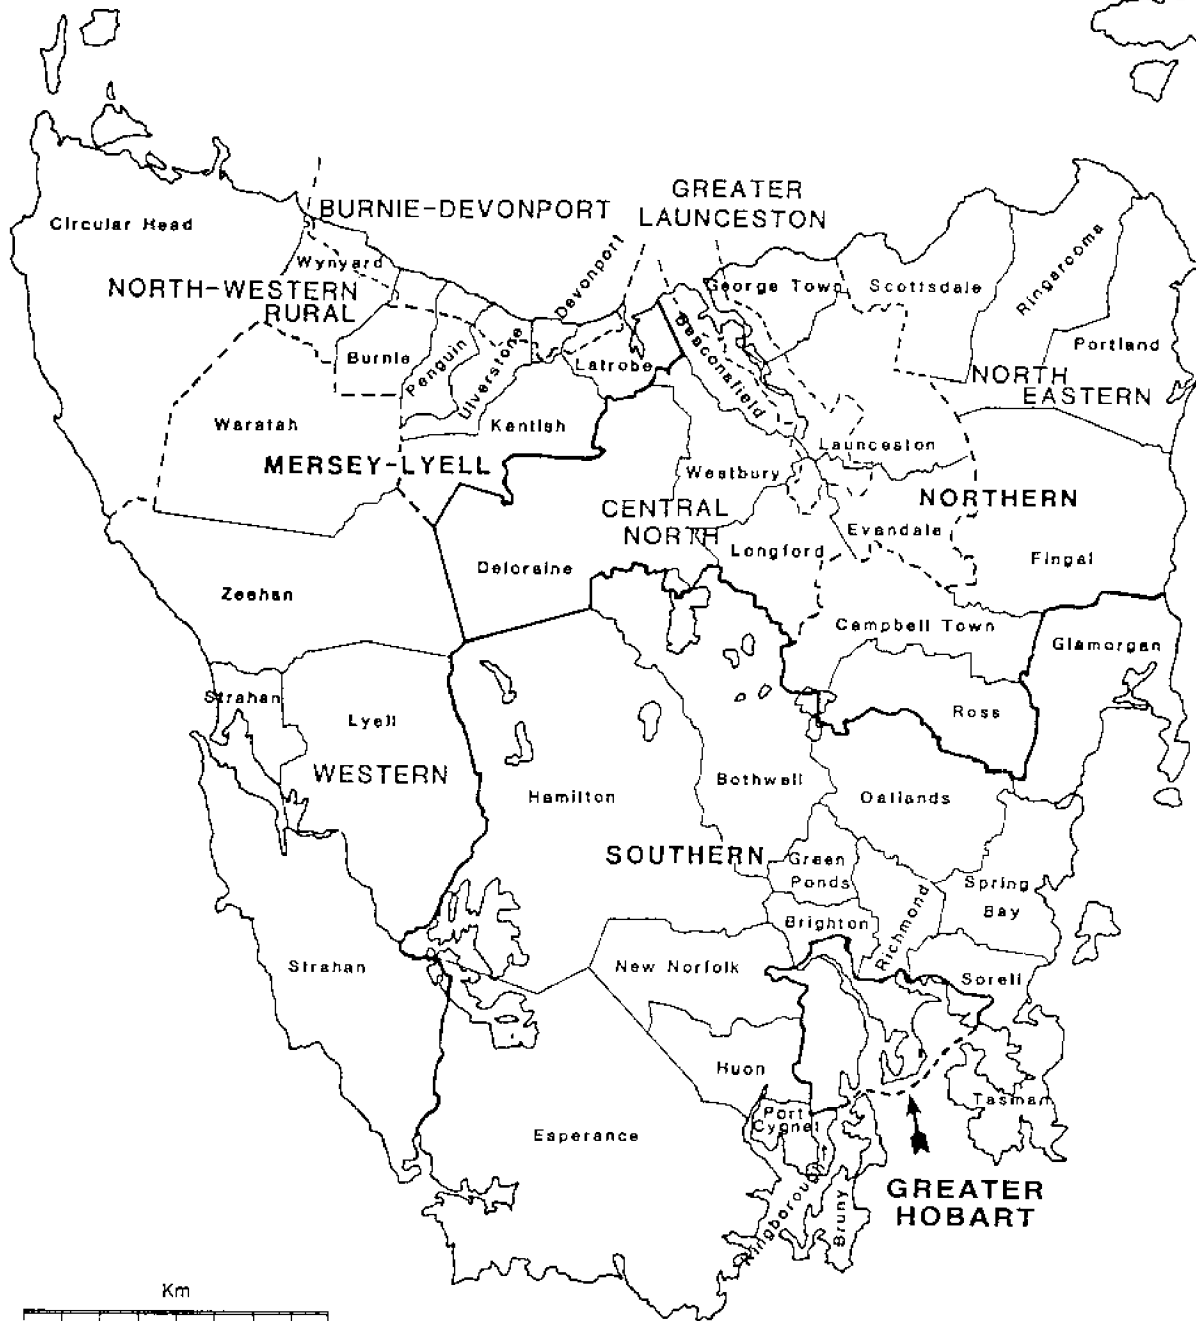 GREATER
LAUNCESTON
BURNIE-DEVONPORT
Circular Head
Wynyard
Devonport
NORTH-WESTERN
RURAL
George Town
Scottsdale
Ringarooma
Beaconsfield
Portland
Burnie
Penguin
Ulverstone
Latrobe
NORTH
EASTERN
Waratah
Kentish
Launceston
MERSEY-LYELL
Westbury
NORTHERN
CENTRAL
NORTH
Evandale
Longford
Fingal
Deloraine
Zeehan
Campbell Town
Glamorgan
Strahan
Lyell
Ross
WESTERN
Hamilton
Bothwell
Oatlands
SOUTHERN
Green
Ponds
Spring
Bay
Brighton
Richmond
Strahan
New Norfolk
Sorell
Huon
Tasman
Port
Cygnet
Esperance
Kingborough
Bruny
GREATER
HOBART
Km